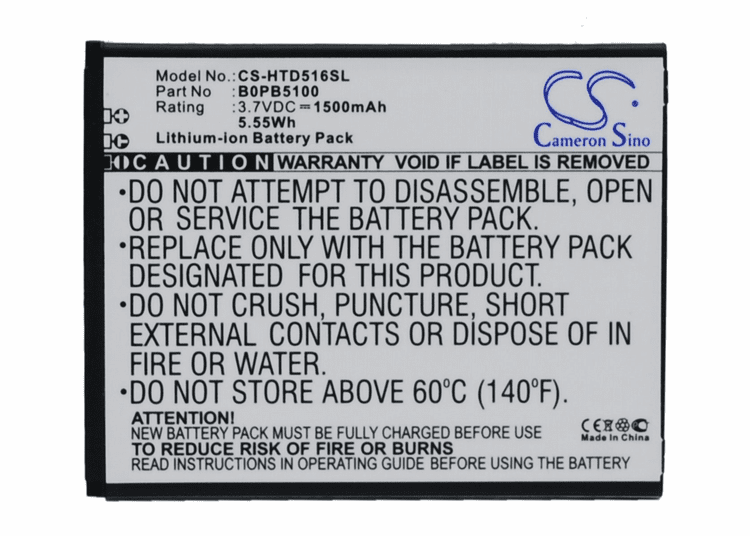 Model No.: CS-HTD516SL
Part No.: B0PB5100
Rating: 3.7VDC ⎓ 1500mAh
5.55Wh
Lithium-ion Battery Pack
CS
Cameron Sino
CAUTION WARRANTY VOID IF LABEL IS REMOVED
•DO NOT ATTEMPT TO DISASSEMBLE, OPEN
OR SERVICE THE BATTERY PACK.
•REPLACE ONLY WITH THE BATTERY PACK
DESIGNATED FOR THIS PRODUCT.
•DO NOT CRUSH, PUNCTURE, SHORT
EXTERNAL CONTACTS OR DISPOSE OF IN
FIRE OR WATER.
•DO NOT STORE ABOVE 60°C (140°F).
ATTENTION!
NEW BATTERY PACK MUST BE FULLY CHARGED BEFORE USE
TO REDUCE RISK OF FIRE OR BURNS
READ INSTRUCTIONS IN OPERATING GUIDE BEFORE USING THE BATTERY
CE
Made In China